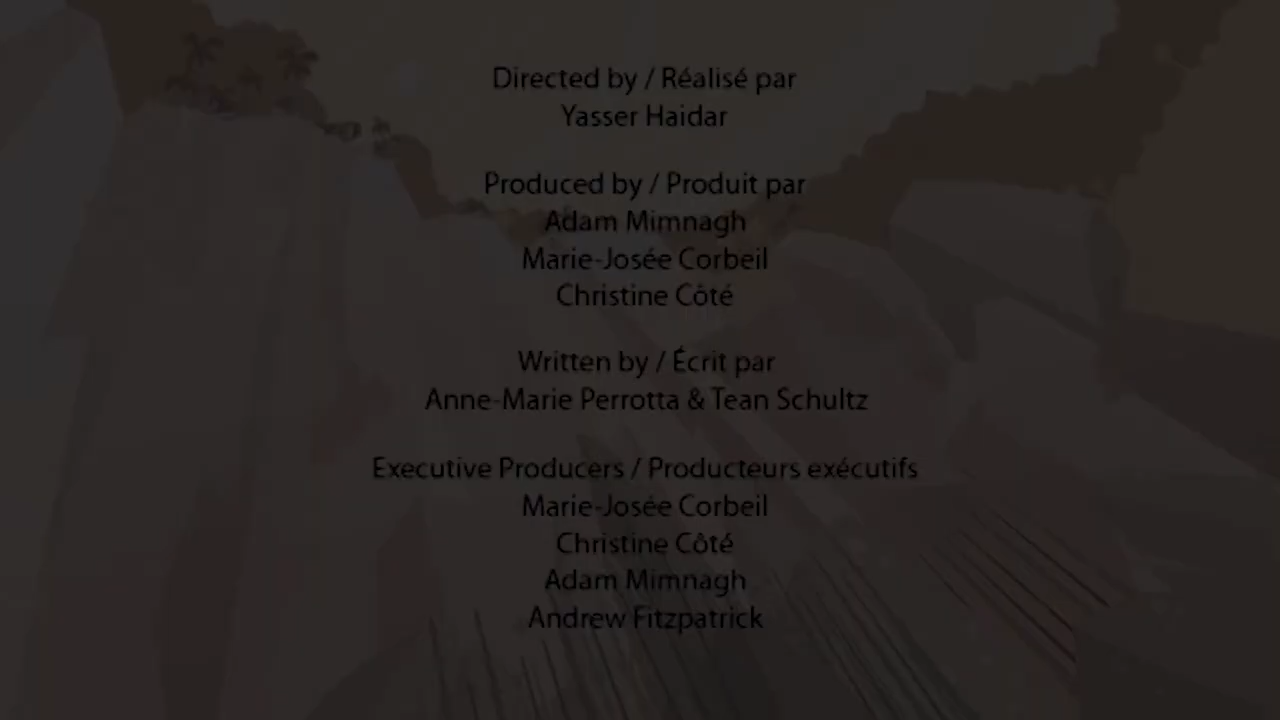 Directed by / Réalisé par
Yasser Haidar
Produced by / Produit par
Adam Mimnagh
Marie-Josée Corbeil
Christine Côté
Written by / Écrit par
Anne-Marie Perrotta & Tean Schultz
Executive Producers / Producteurs exécutifs
Marie-Josée Corbeil
Christine Côté
Adam Mimnagh
Andrew Fitzpatrick